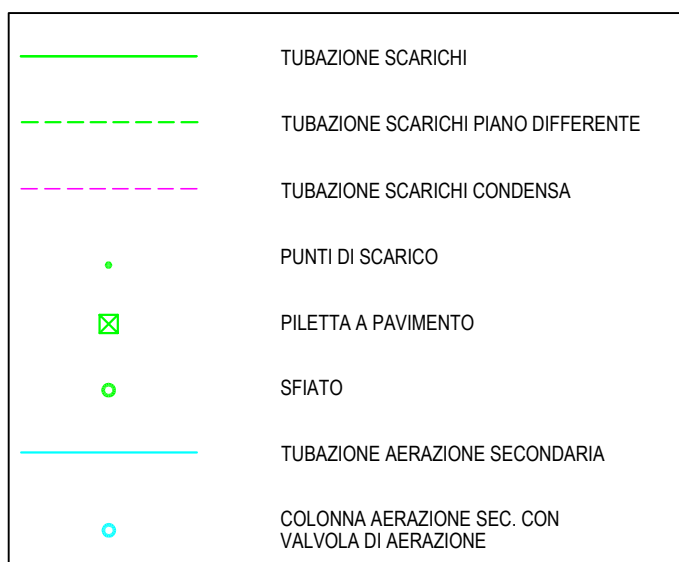 TUBAZIONE SCARICHI
TUBAZIONE SCARICHI PIANO DIFFERENTE
TUBAZIONE SCARICHI CONDENSA
PUNTI DI SCARICO
PILETTA A PAVIMENTO
SFIATO
TUBAZIONE AERAZIONE SECONDARIA
COLONNA AERAZIONE SEC. CON
VALVOLA DI AERAZIONE